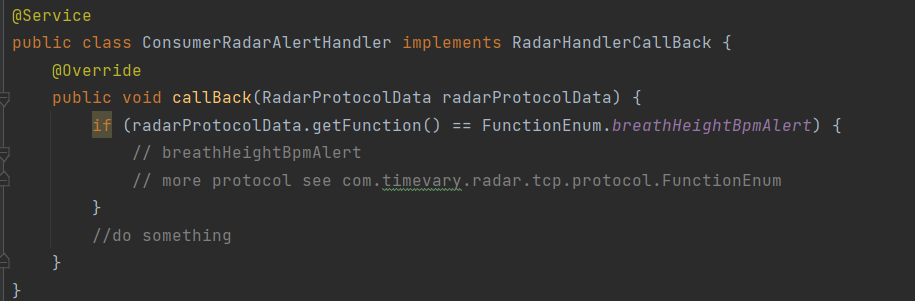 @Service
public class ConsumerRadarAlertHandler implements RadarHandlerCallBack {
@Override
public void callBack(RadarProtocolData radarProtocolData) {
if (radarProtocolData.getFunction() == FunctionEnum.breathHeightBpmAlert) {
// breathHeightBpmAlert
// more protocol see com.timevary.radar.tcp.protocol.FunctionEnum
}
//do something
}
}